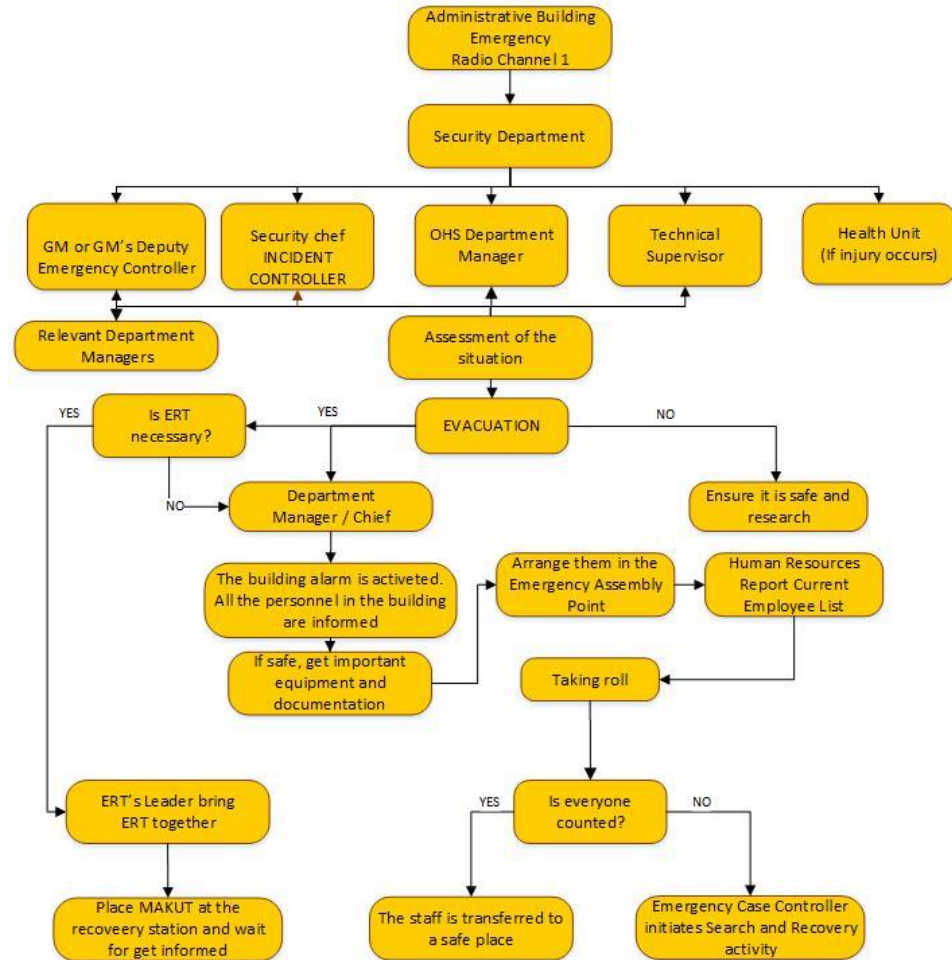 Administrative Building
Emergency
Radio Channel 1
Security Department
GM or GM's Deputy
Emergency Controller
Security chef
INCIDENT
CONTROLLER
OHS Department
Manager
Technical
Supervisor
Health Unit
(If injury occurs)
Relevant Department
Managers
Assessment of the
situation
YES
Is ERT
necessary?
YES
EVACUATION
NO
NO
Department
Manager / Chief
Ensure it is safe and
research
The building alarm is activeted.
All the personnel in the building
are informed
Arrange them in the
Emergency Assembly
Point
Human Resources
Report Current
Employee List
If safe, get important
equipment and
documentation
Taking roll
ERT's Leader bring
ERT together
YES
Is everyone
counted?
NO
Place MAKUT at the
recoveery station and wait
for get informed
The staff is transferred to
a safe place
Emergency Case Controller
initiates Search and Recovery
activity